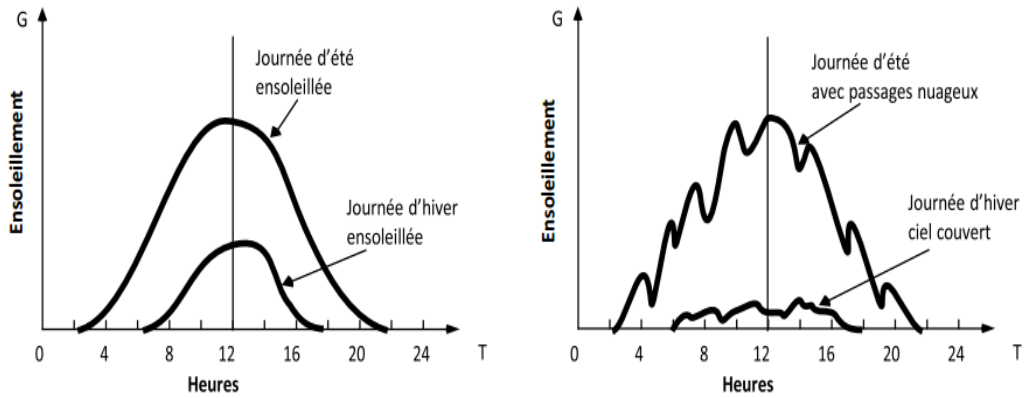 G
Ensoleillement
Journée d'été
ensoleillée
Journée d'hiver
ensoleillée
0 4 8 12 16 20 24 T
Heures
G
Ensoleillement
Journée d'été
avec passages nuageux
Journée d'hiver
ciel couvert
0 4 8 12 16 20 24 T
Heures